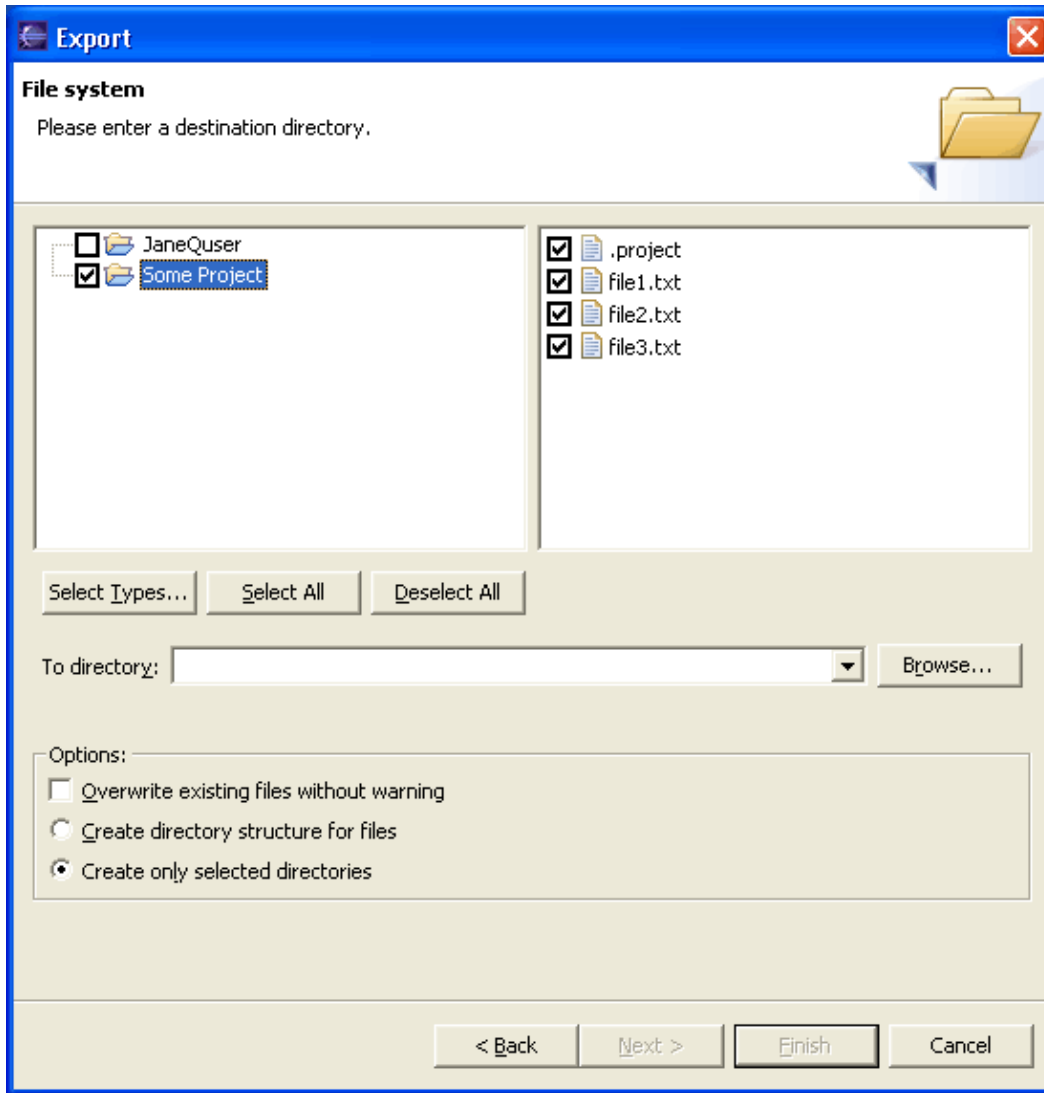 Export
File system
Please enter a destination directory.
JaneQuser
Some Project
.project
file1.txt
file2.txt
file3.txt
Select Types...
Select All
Deselect All
To directory:
Browse...
Options:
Overwrite existing files without warning
Create directory structure for files
Create only selected directories
< Back
Next >
Finish
Cancel